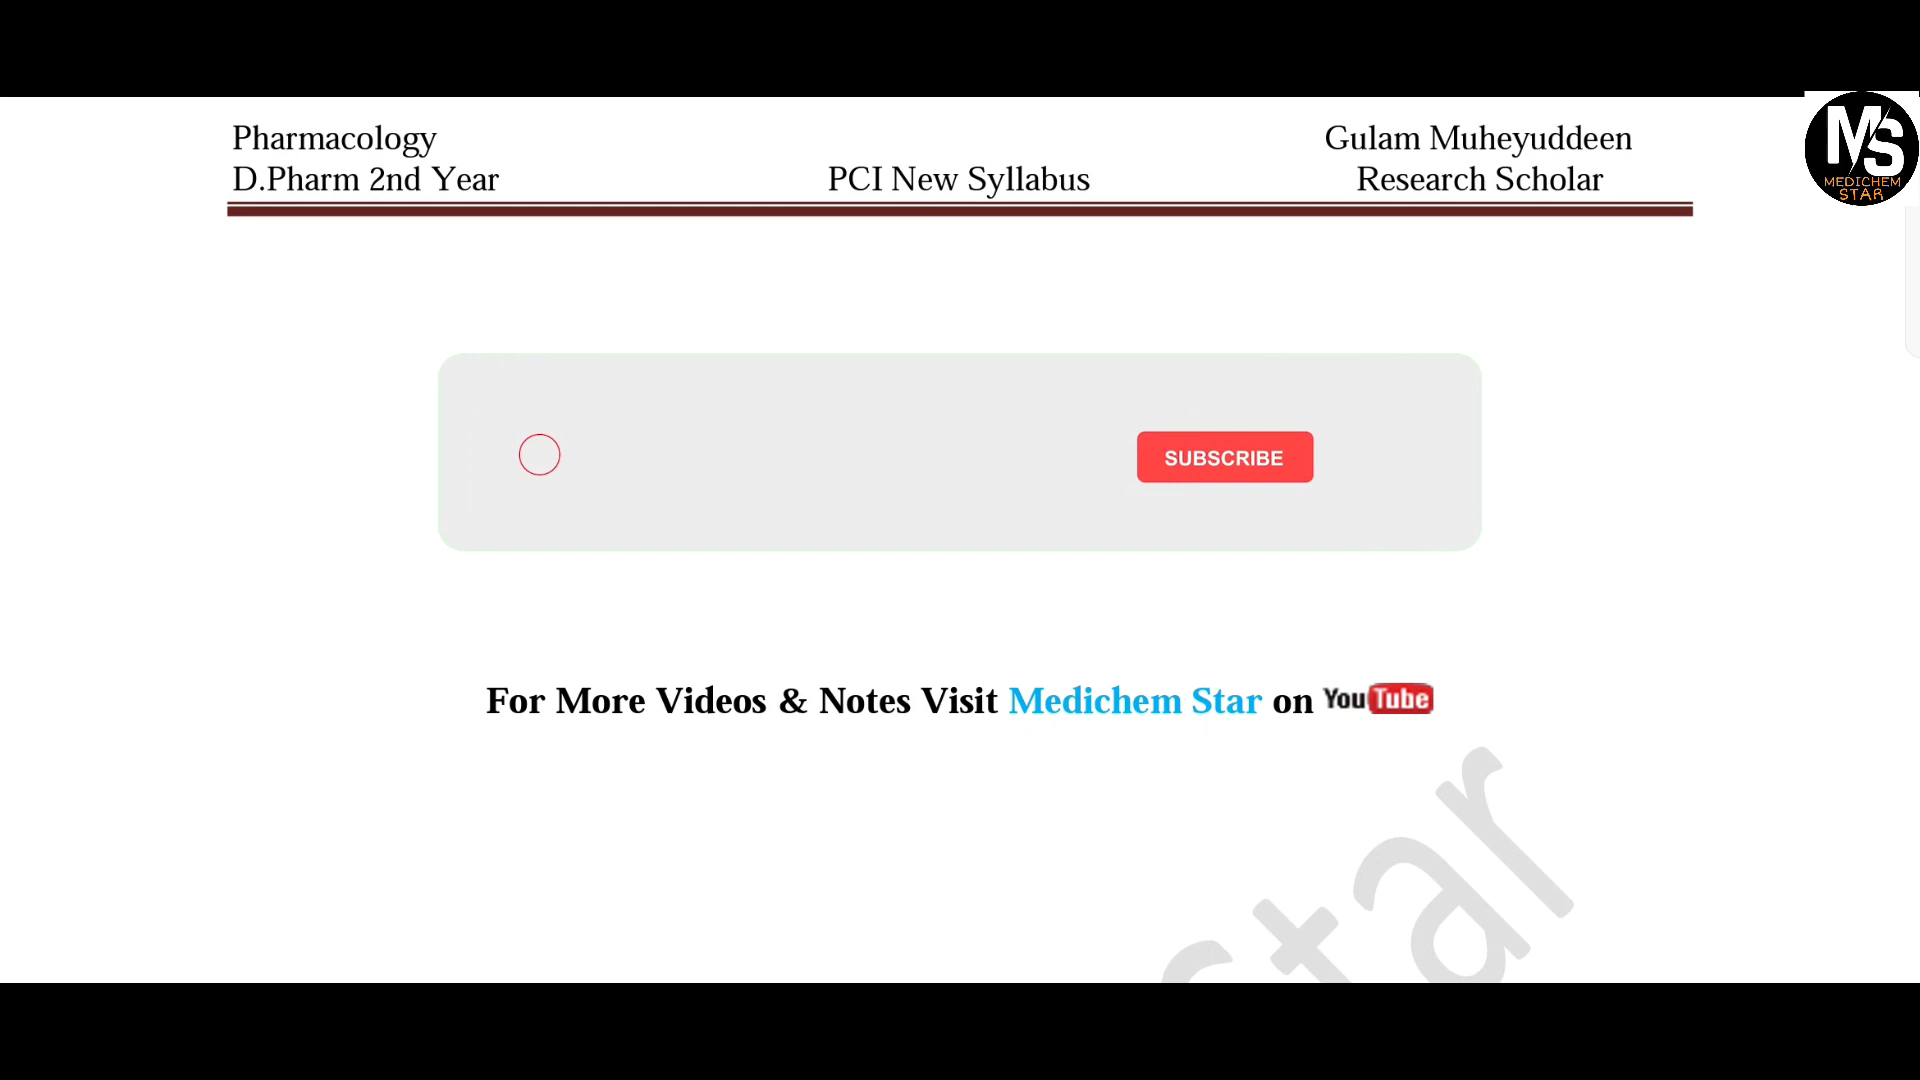 Pharmacology
D.Pharm 2nd Year
PCI New Syllabus
Gulam Muheyuddeen
Research Scholar
MS
MEDICHEM
STAR
SUBSCRIBE
For More Videos & Notes Visit Medichem Star on YouTube
Star